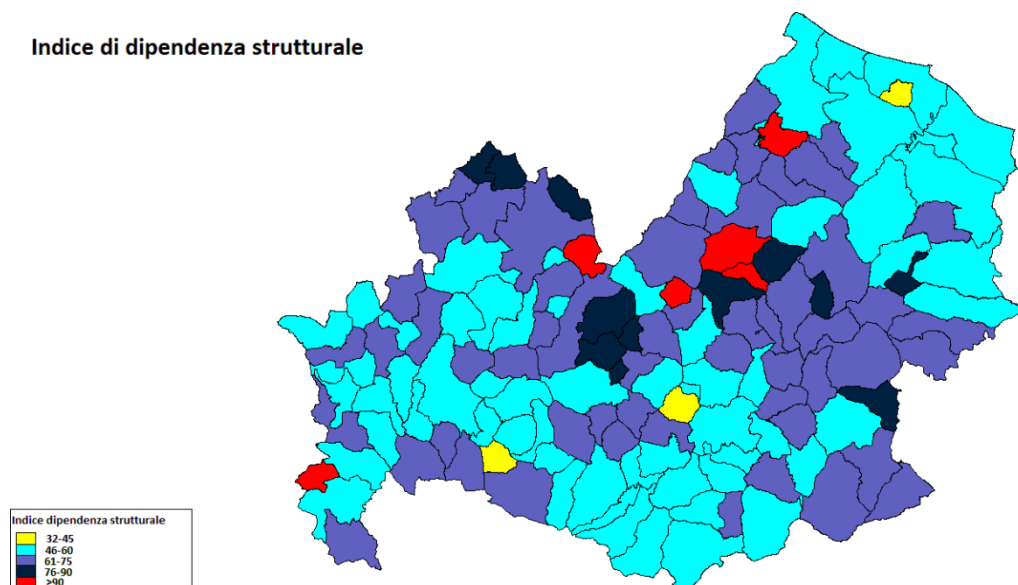 Indice di dipendenza strutturale
Indice dipendenza strutturale
32-45
46-60
61-75
76-90
>90